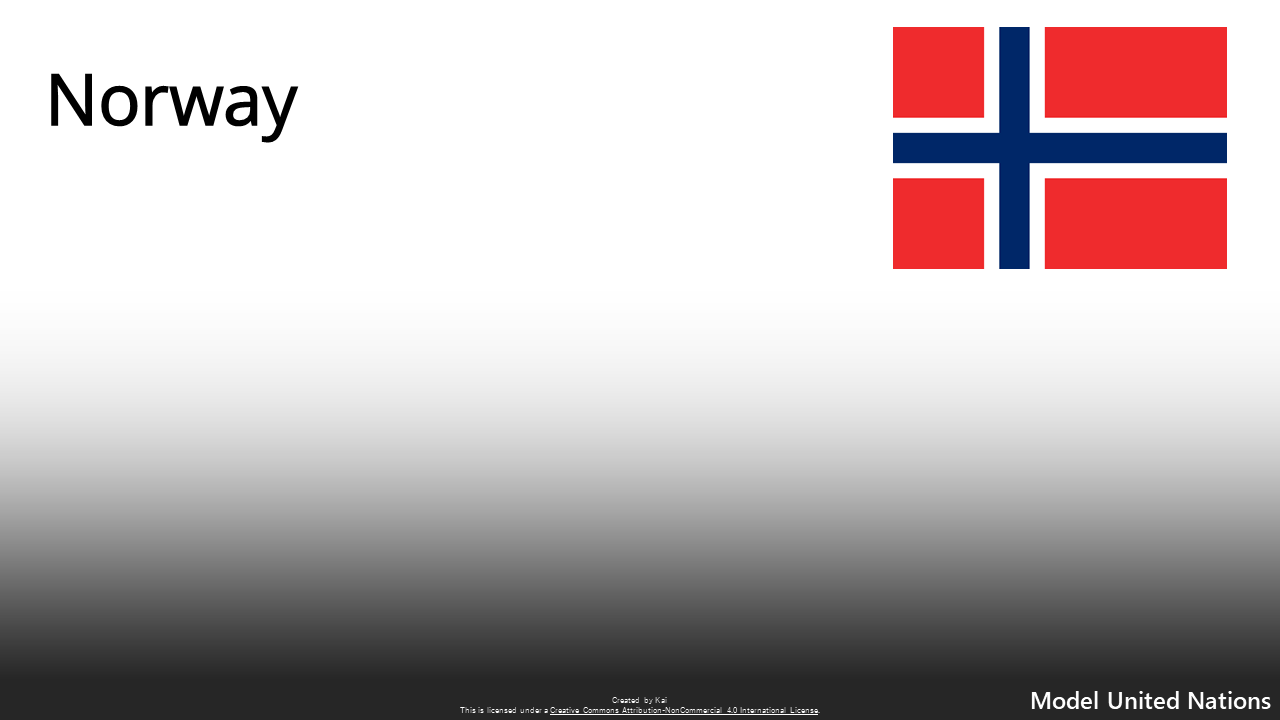 Norway
Created by Kai
This is licensed under a Creative Commons Attribution-NonCommercial 4.0 International License.
Model United Nations